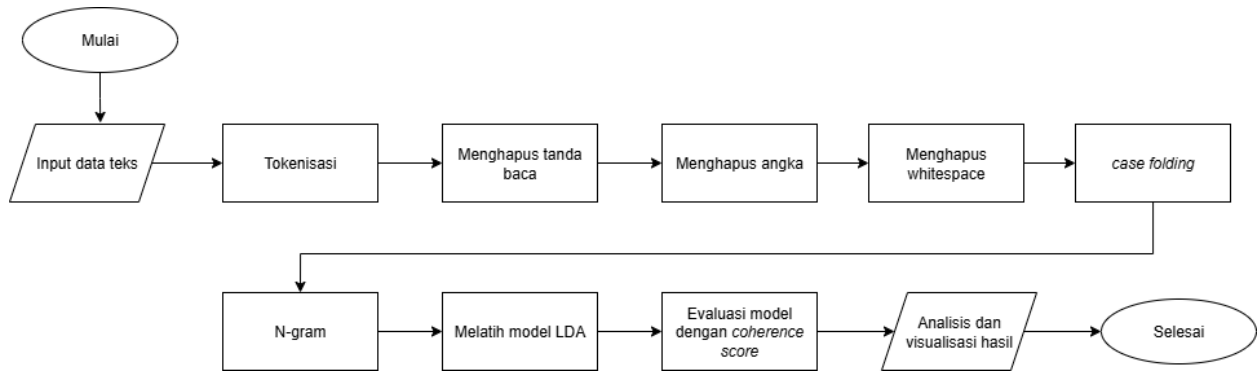 Mulai
Input data teks
Tokenisasi
Menghapus tanda
baca
Menghapus angka
Menghapus
whitespace
case folding
N-gram
Melatih model LDA
Evaluasi model
dengan coherence
score
Analisis dan
visualisasi hasil
Selesai